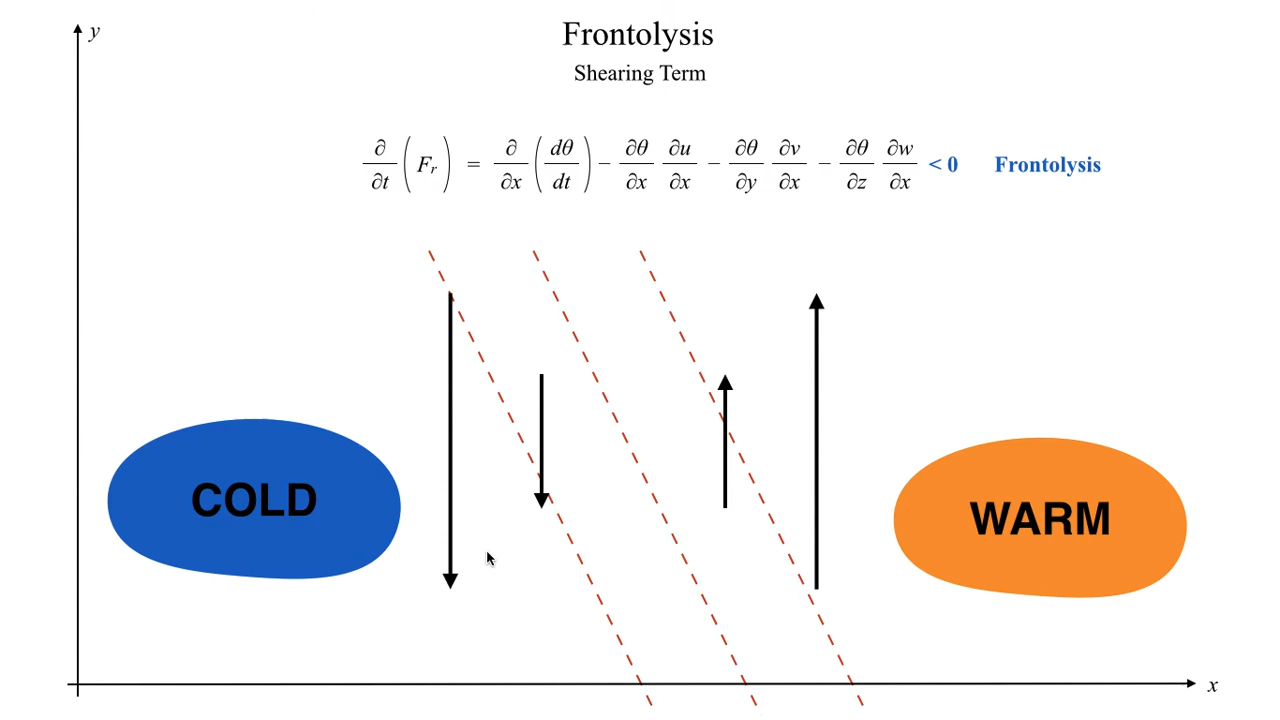 y
Frontolysis
Shearing Term
∂/∂t (F_r) = ∂/∂x (dθ/dt) − ∂θ/∂x ∂u/∂x − ∂θ/∂y ∂v/∂x − ∂θ/∂z ∂w/∂x < 0 Frontolysis
COLD
WARM
x